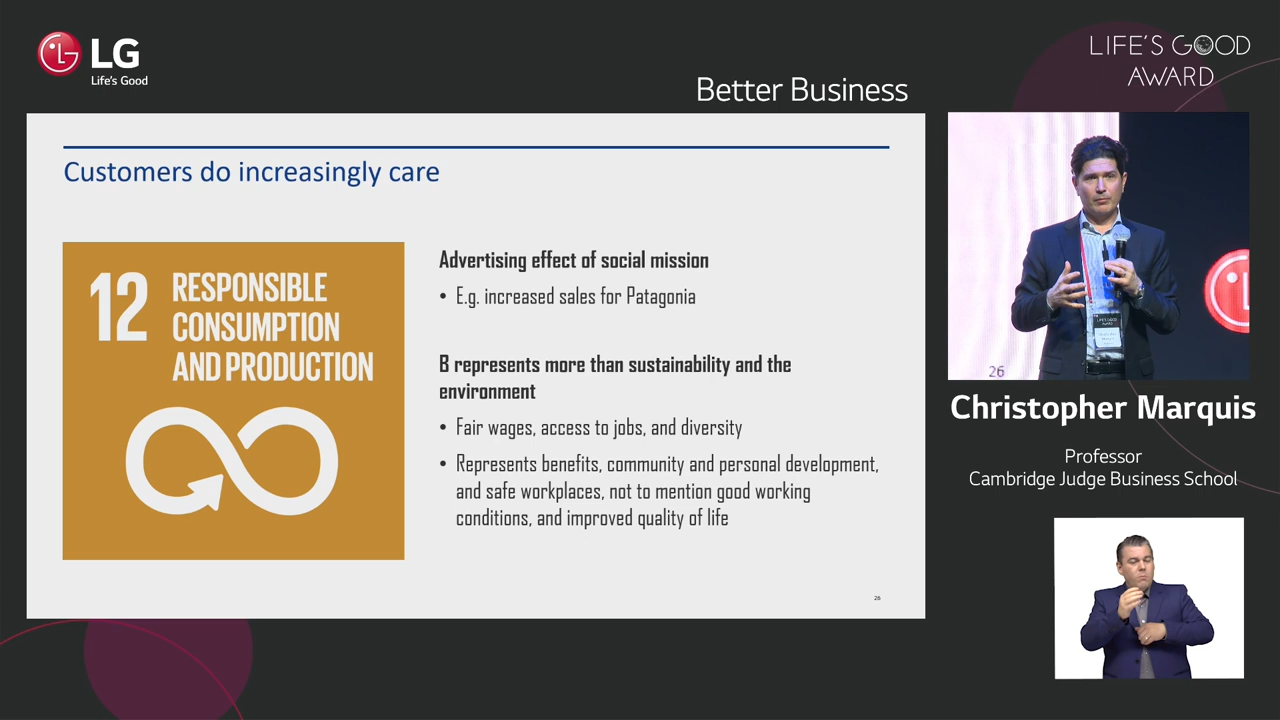 LG
Life's Good
LIFE'S GOOD
AWARD
Better Business
Customers do increasingly care
12 RESPONSIBLE
CONSUMPTION
AND PRODUCTION
Advertising effect of social mission
• E.g. increased sales for Patagonia
B represents more than sustainability and the
environment
• Fair wages, access to jobs, and diversity
• Represents benefits, community and personal development,
and safe workplaces, not to mention good working
conditions, and improved quality of life
26
26
LIFE'S GOOD
AWARD
Christopher Marquis
Professor
Cambridge Judge Business School